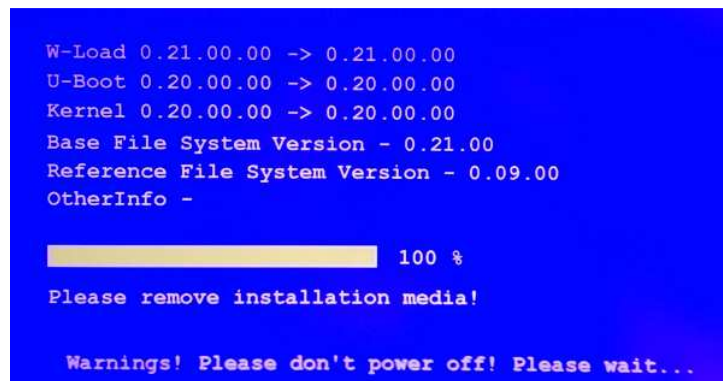 W-Load 0.21.00.00 -> 0.21.00.00
U-Boot 0.20.00.00 -> 0.20.00.00
Kernel 0.20.00.00 -> 0.20.00.00
Base File System Version - 0.21.00
Reference File System Version - 0.09.00
OtherInfo -
100 %
Please remove installation media!
Warnings! Please don't power off! Please wait...